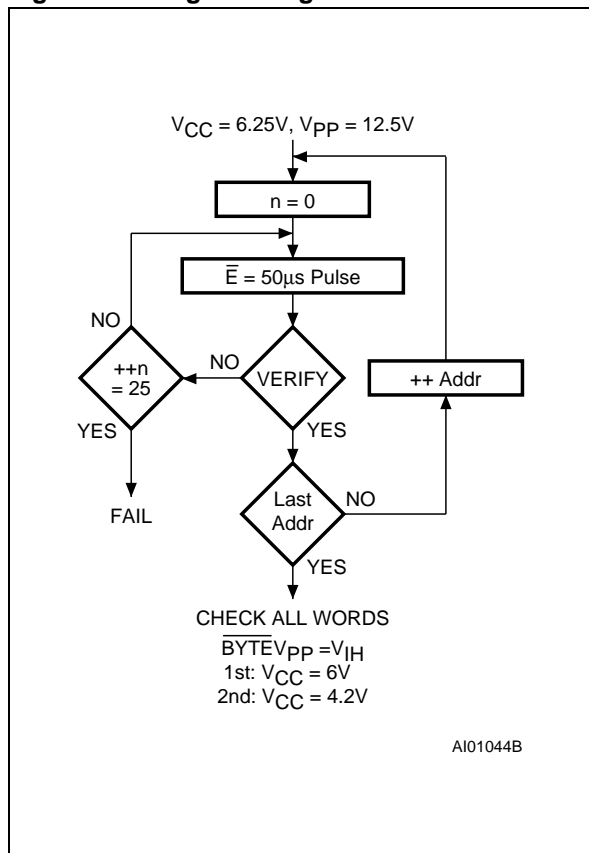 V_CC = 6.25V, V_PP = 12.5V
n = 0
E̅ = 50µs Pulse
NO
++n
= 25
NO
VERIFY
++ Addr
YES
YES
FAIL
Last
Addr
NO
YES
CHECK ALL WORDS
B̅Y̅T̅E̅V_PP =V_IH
1st: V_CC = 6V
2nd: V_CC = 4.2V
AI01044B